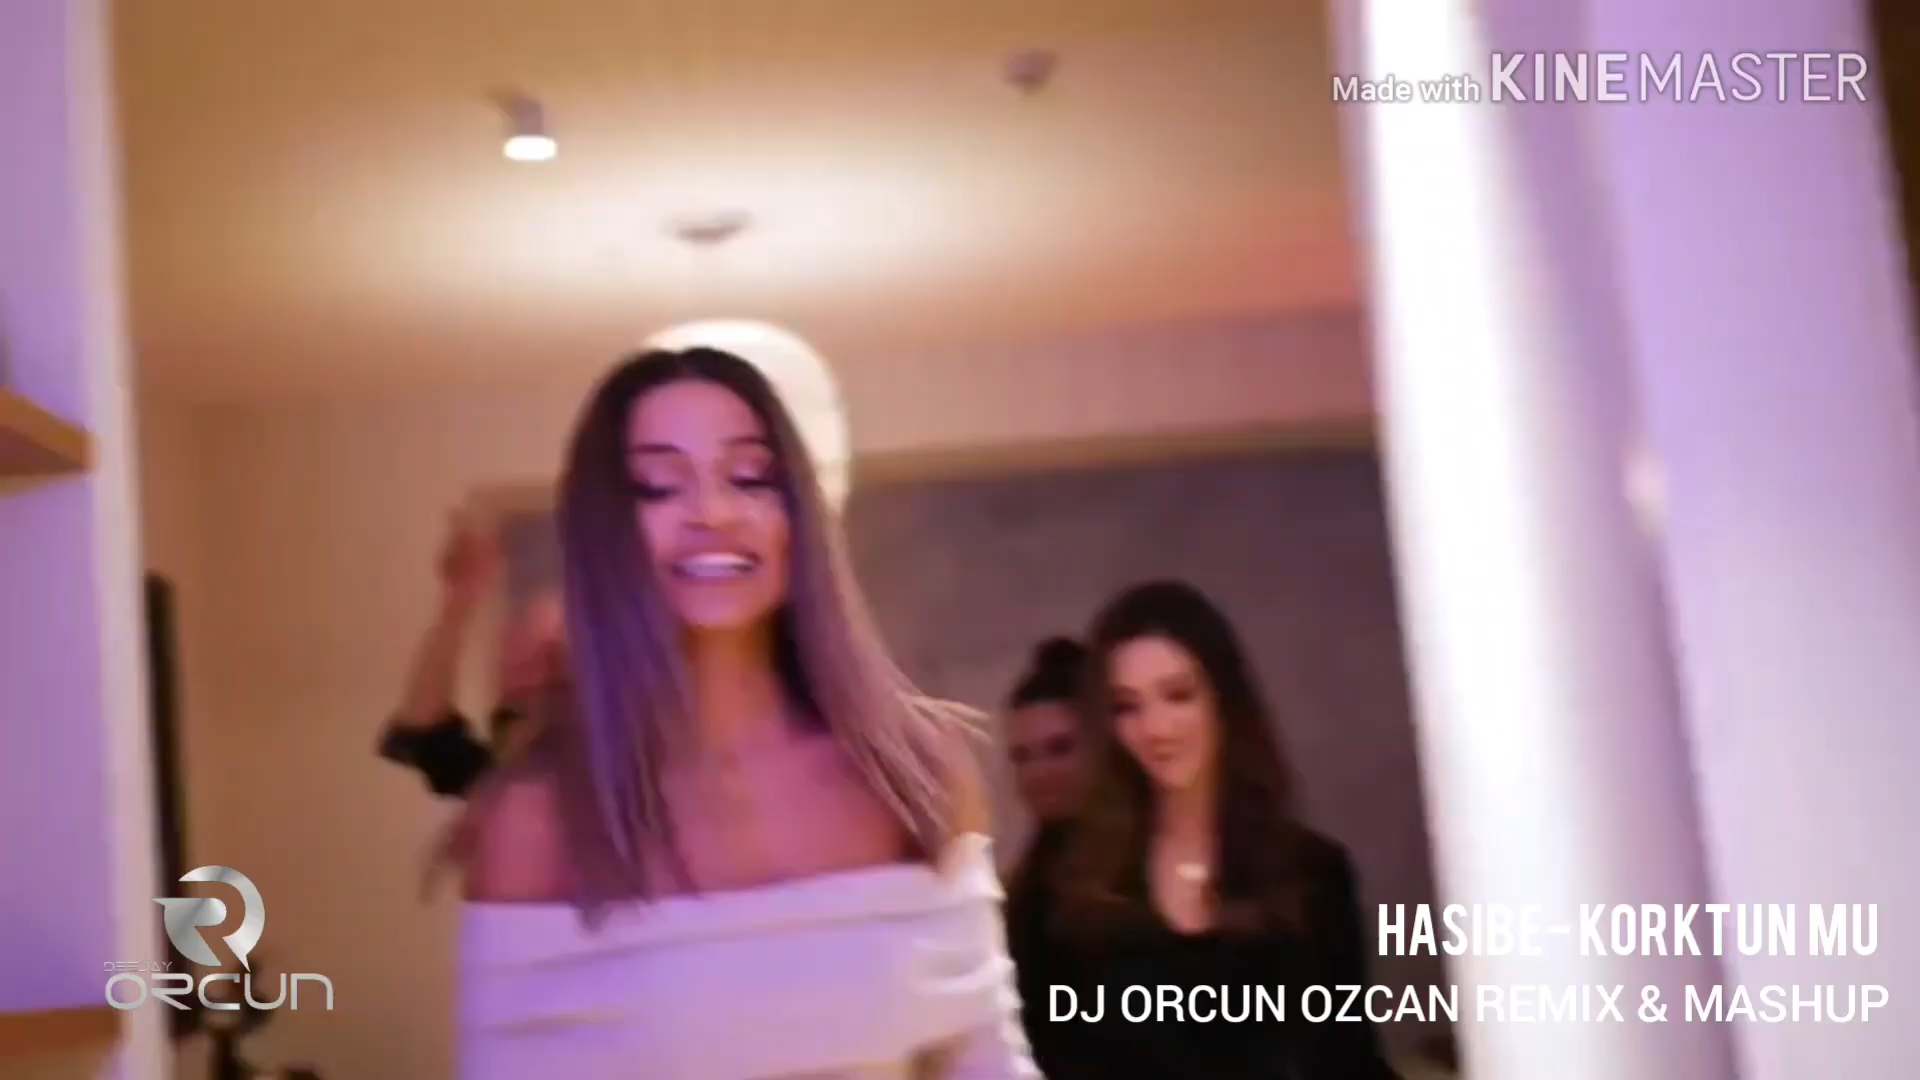 Made with KINEMASTER
HASIBE- KORKTUN MU
DJ ORCUN OZCAN REMIX & MASHUP
DEEJAY
ORCUN